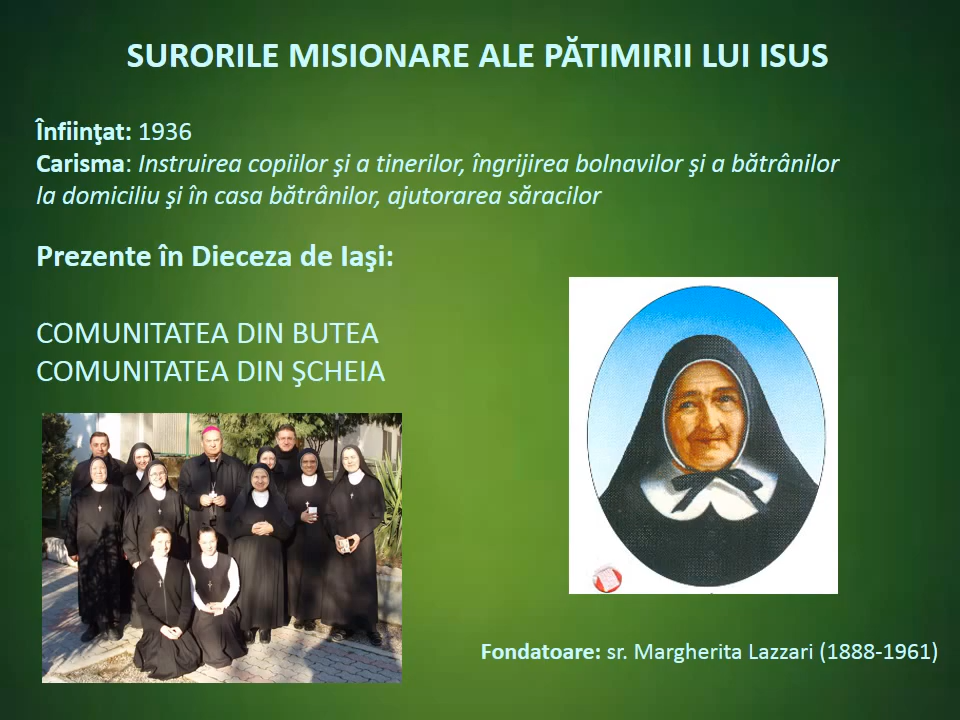 SURORILE MISIONARE ALE PĂTIMIRII LUI ISUS
Înfiinţat: 1936
Carisma: Instruirea copiilor şi a tinerilor, îngrijirea bolnavilor şi a bătrânilor
la domiciliu şi în casa bătrânilor, ajutorarea săracilor
Prezente în Dieceza de Iaşi:
COMUNITATEA DIN BUTEA
COMUNITATEA DIN ŞCHEIA
Fondatoare: sr. Margherita Lazzari (1888-1961)